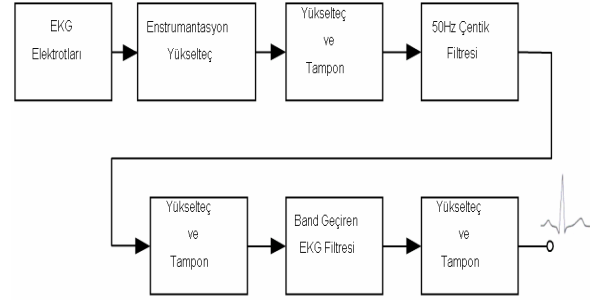 EKG
Elektrotları
Enstrumantasyon
Yükselteç
Yükselteç
ve
Tampon
50Hz Çentik
Filtresi
Yükselteç
ve
Tampon
Band Geçiren
EKG Filtresi
Yükselteç
ve
Tampon